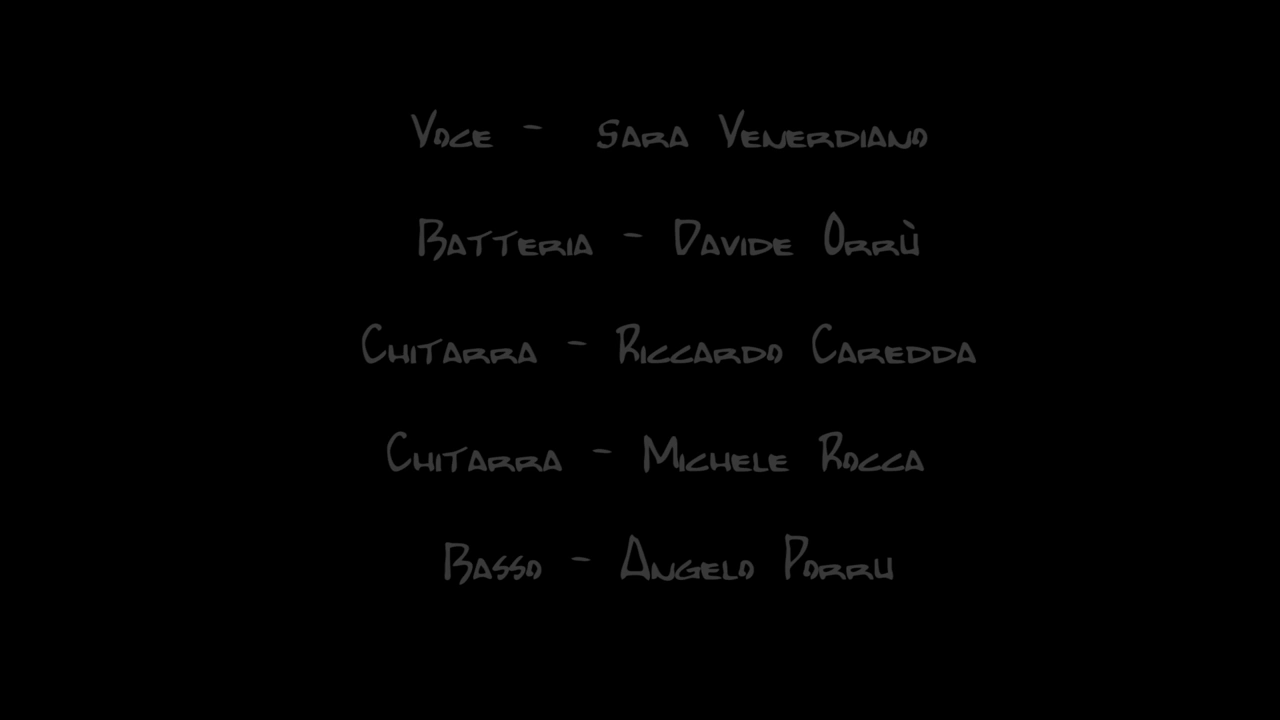 Voce - Sara Venerdiano
Batteria - Davide Orrù
Chitarra - Riccardo Caredda
Chitarra - Michele Rocca
Basso - Angelo Porru